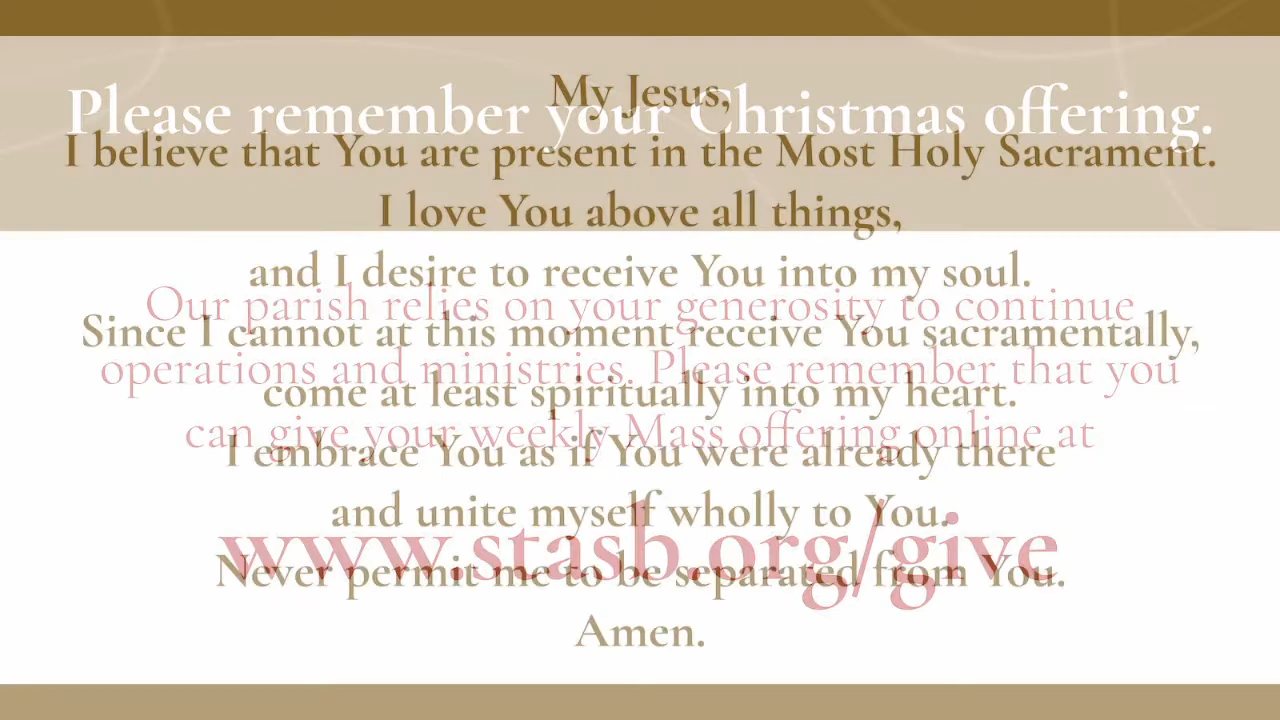 My Jesus,
Please remember your Christmas offering.
I believe that You are present in the Most Holy Sacrament.
I love You above all things,
and I desire to receive You into my soul.
Our parish relies on your generosity to continue
Since I cannot at this moment receive You sacramentally,
operations and ministries. Please remember that you
come at least spiritually into my heart.
can give your weekly Mass offering online at
I embrace You as if You were already there
and unite myself wholly to You.
www.stasb.org/give
Never permit me to be separated from You.
Amen.